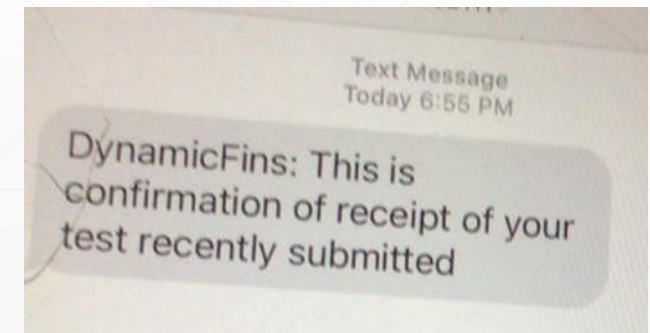 Text Message
Today 6:55 PM
DynamicFins: This is
confirmation of receipt of your
test recently submitted